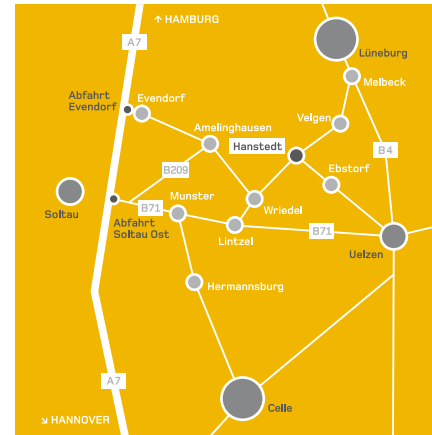 ↑ HAMBURG
A7
Lüneburg
Melbeck
Abfahrt
Evendorf
Evendorf
Velgen
Amelinghausen
Hanstedt
B4
B209
Ebstorf
Soltau
Munster
B71
Wriedel
Abfahrt
Soltau Ost
Lintzel
B71
Uelzen
Hermannsburg
A7
Celle
↘ HANNOVER